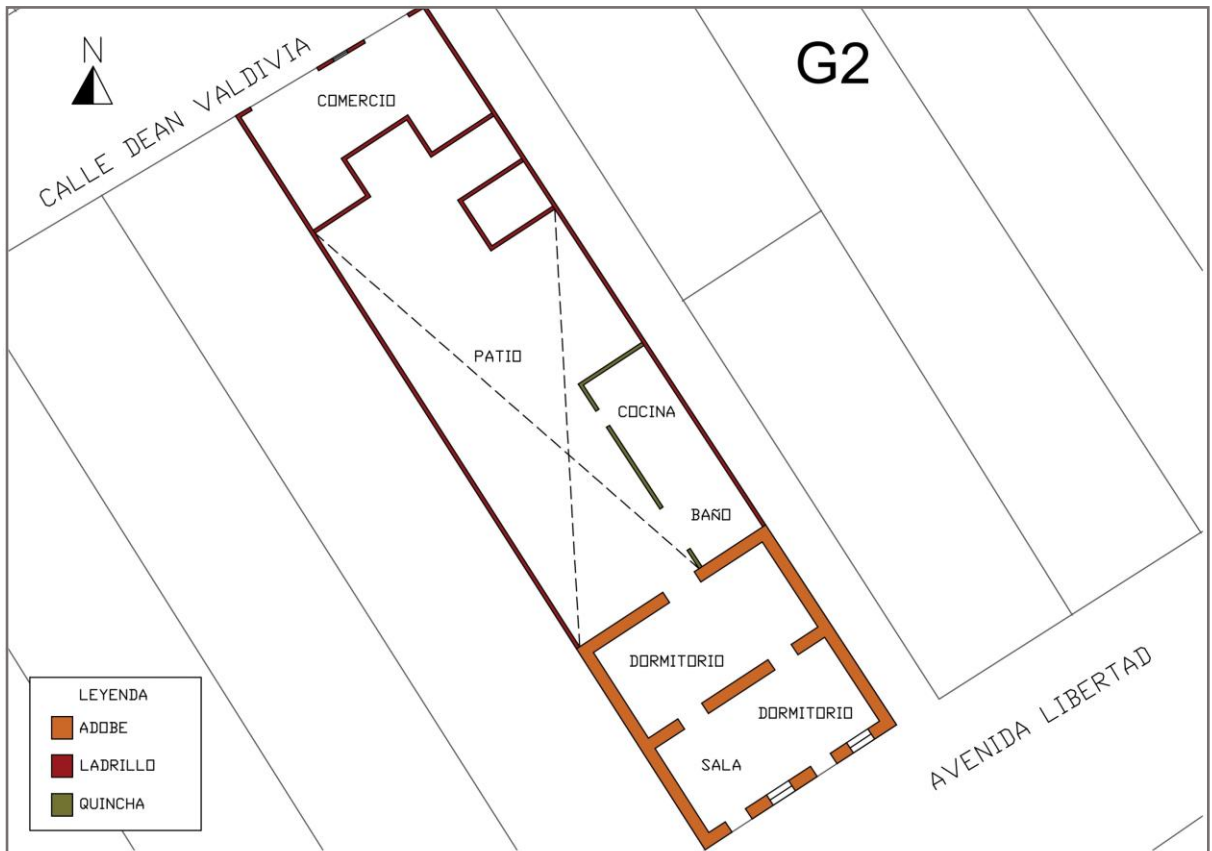 G2
N
CALLE DEAN VALDIVIA
COMERCIO
PATIO
COCINA
BAÑO
DORMITORIO
DORMITORIO
SALA
AVENIDA LIBERTAD
LEYENDA
ADOBE
LADRILLO
QUINCHA